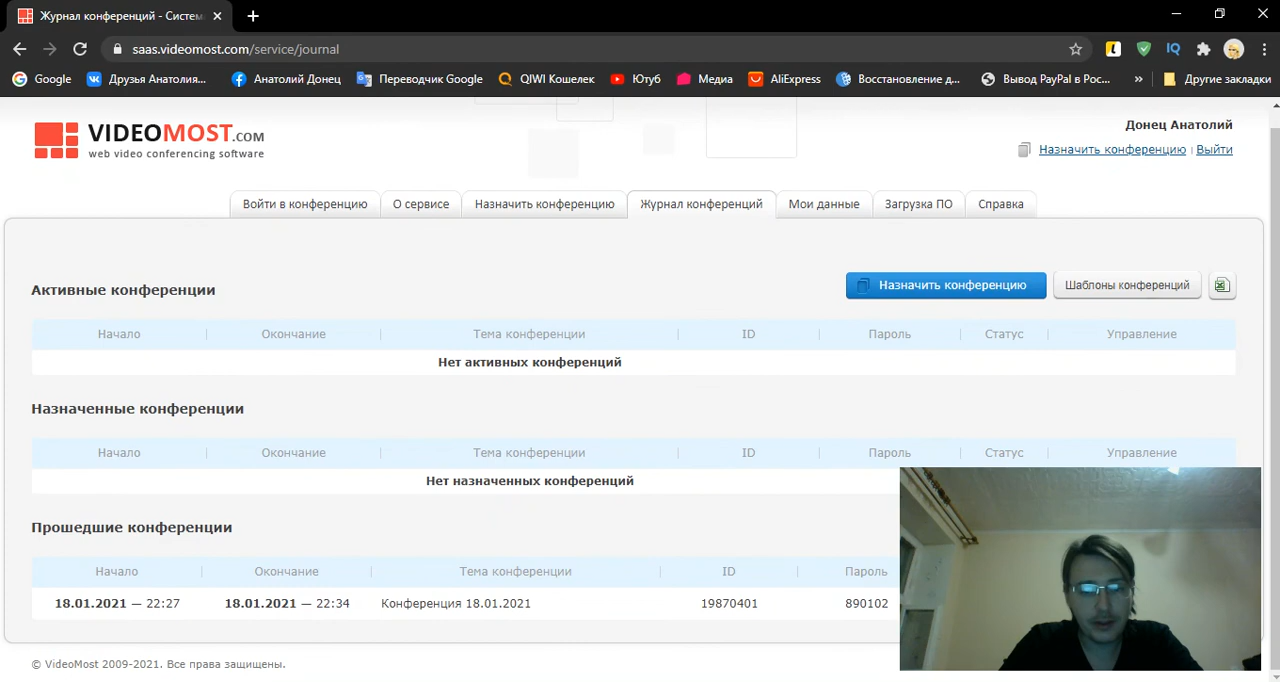 Журнал конференций - Систем
saas.videomost.com/service/journal
Google
Друзья Анатолия...
Анатолий Донец
Переводчик Google
QIWI Кошелек
Ютуб
Медиа
AliExpress
Восстановление д...
Вывод PayPal в Рос...
»
Другие закладки
VIDEOMOST.COM
web video conferencing software
Донец Анатолий
Назначить конференцию | Выйти
Войти в конференцию
О сервисе
Назначить конференцию
Журнал конференций
Мои данные
Загрузка ПО
Справка
Активные конференции
Назначить конференцию
Шаблоны конференций
Начало Окончание Тема конференции ID Пароль Статус Управление
Нет активных конференций
Назначенные конференции
Начало Окончание Тема конференции ID Пароль Статус Управление
Нет назначенных конференций
Прошедшие конференции
Начало Окончание Тема конференции ID Пароль
18.01.2021 — 22:27 18.01.2021 — 22:34 Конференция 18.01.2021 19870401 890102
© VideoMost 2009-2021. Все права защищены.